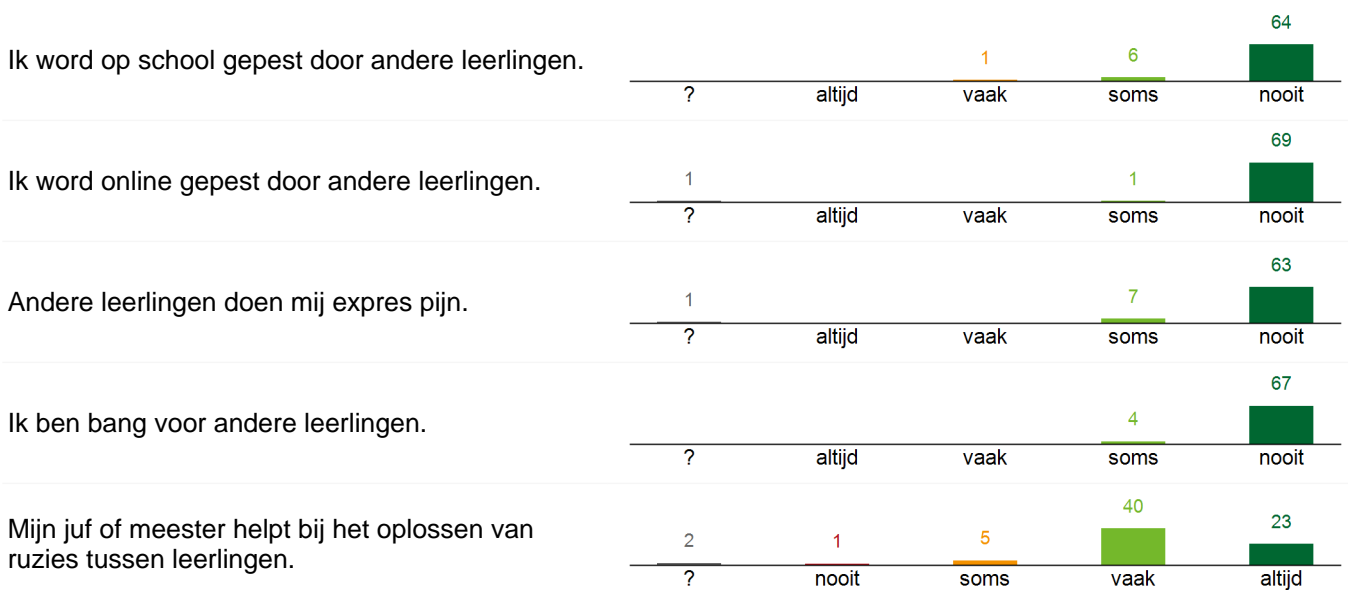 64
Ik word op school gepest door andere leerlingen.
1 6
? altijd vaak soms nooit
69
Ik word online gepest door andere leerlingen.
1 1
? altijd vaak soms nooit
63
Andere leerlingen doen mij expres pijn.
1 7
? altijd vaak soms nooit
67
Ik ben bang voor andere leerlingen.
4
? altijd vaak soms nooit
40
Mijn juf of meester helpt bij het oplossen van
ruzies tussen leerlingen.
2 1 5 23
? nooit soms vaak altijd